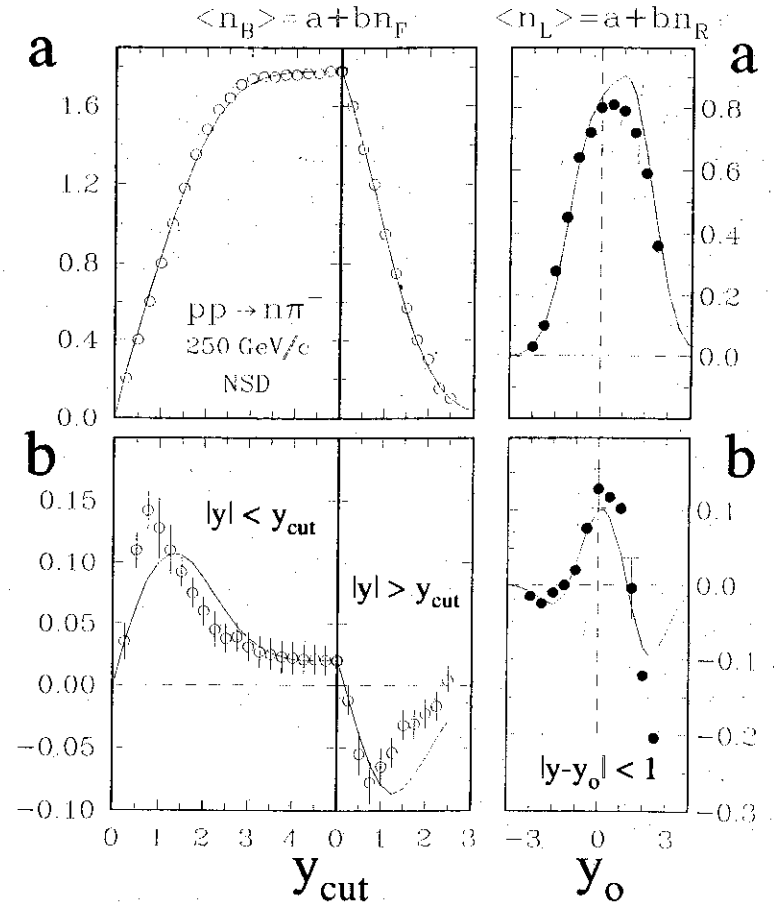 <n_B> = a + bn_F <n_L> = a + bn_R
a a
1.8
1.2
0.8
0.4
0.0
0.8
0.6
0.4
0.2
0.0
pp → nπ⁻
250 GeV/c
NSD
b b
0.15
0.10
0.05
0.00
−0.05
−0.10
0.1
0.0
−0.1
−0.2
−0.3
|y| < y_cut
|y| > y_cut
|y-y_o| < 1
0 1 2 3 4 0 1 2 3 −3 0 3
y_cut y_o